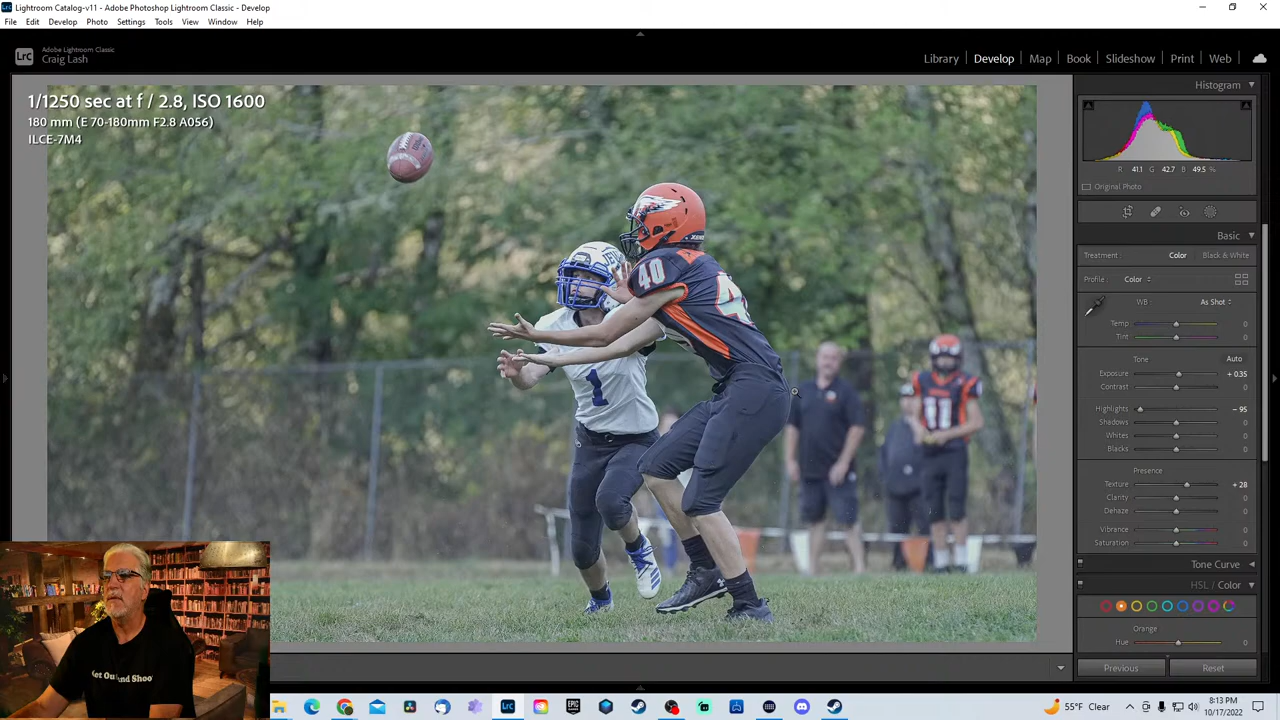 Lightroom Catalog-v11 - Adobe Photoshop Lightroom Classic - Develop
File Edit Develop Photo Settings Tools View Window Help
Lrc
Adobe Lightroom Classic
Craig Lash
Library Develop Map Book Slideshow Print Web
1/1250 sec at f / 2.8, ISO 1600
180 mm (E 70-180mm F2.8 A056)
ILCE-7M4
Histogram
R 41.1 G 42.7 B 49.5 %
Original Photo
Basic
Treatment: Color Black & White
Profile: Color
WB: As Shot
Temp 0
Tint 0
Tone Auto
Exposure + 0.35
Contrast 0
Highlights − 95
Shadows 0
Whites 0
Blacks 0
Presence
Texture + 28
Clarity 0
Dehaze 0
Vibrance 0
Saturation 0
Tone Curve
HSL / Color
Orange
Hue 0
Previous Reset
40
1
11
Lrc
EPIC
55°F Clear
8:13 PM
10/17/2022